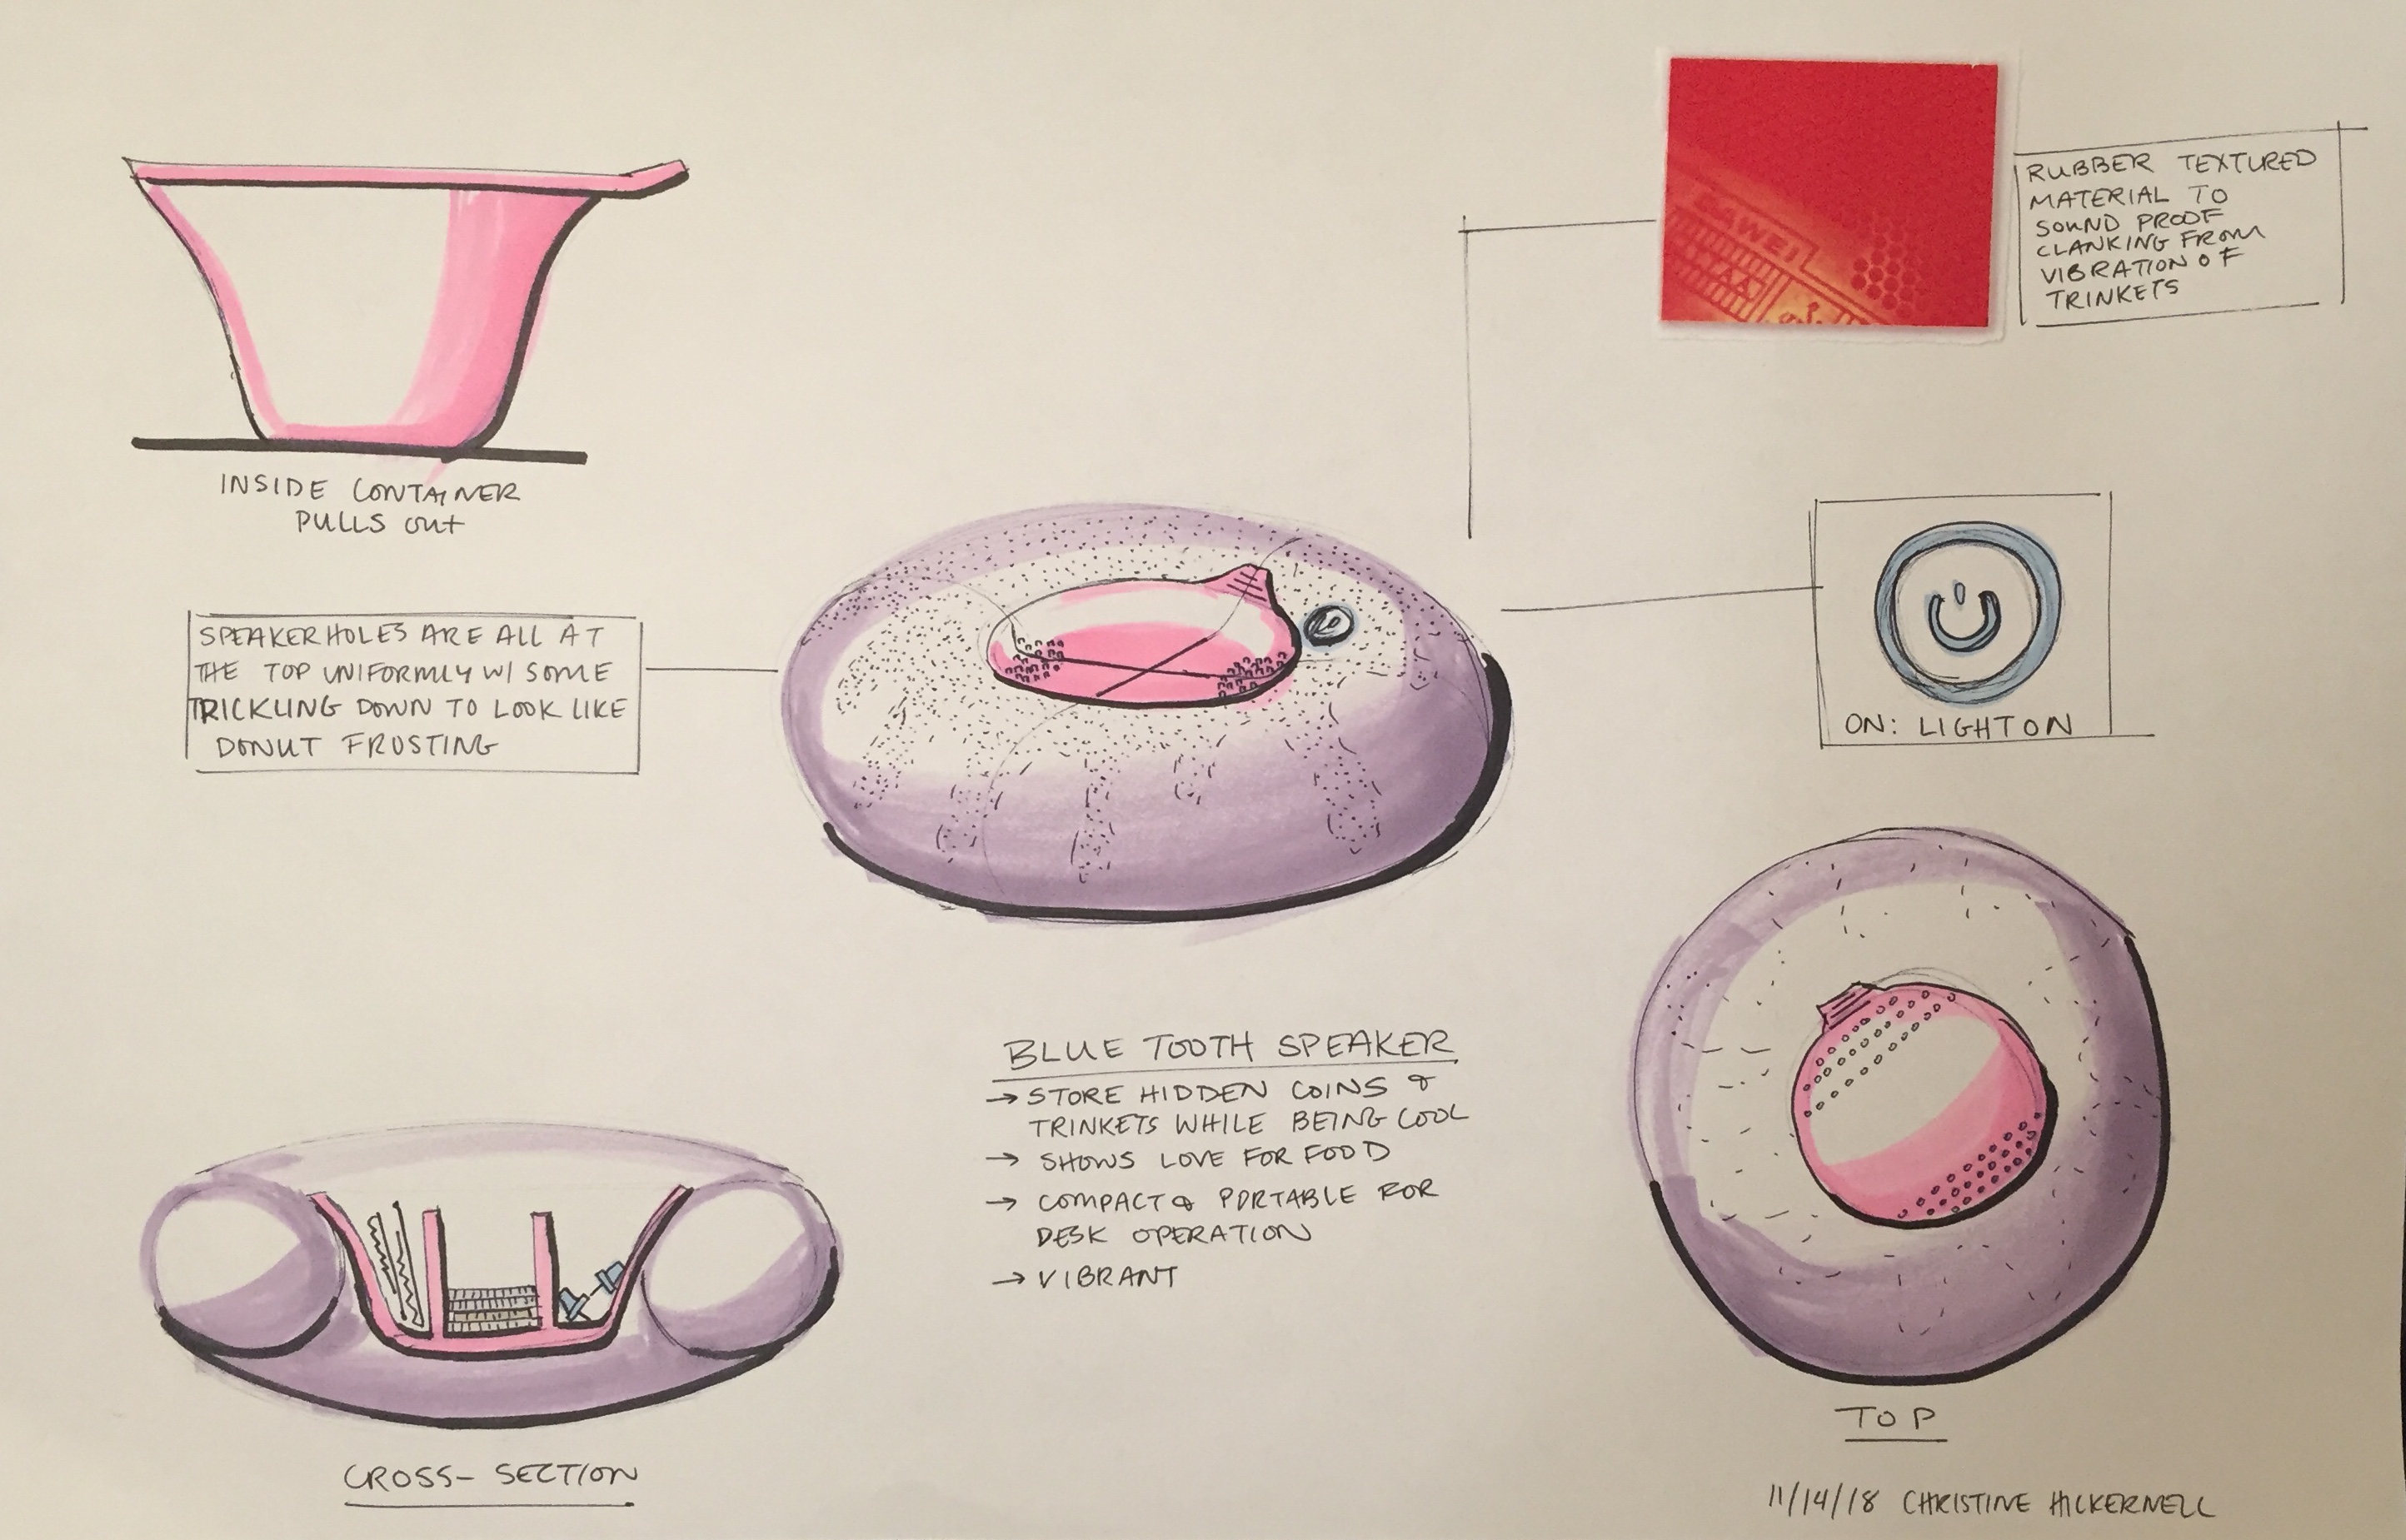 RUBBER TEXTURED
MATERIAL TO
SOUND PROOF
CLANKING FROM
VIBRATION OF
TRINKETS
INSIDE CONTAINER
PULLS OUT
SPEAKER HOLES ARE ALL AT
THE TOP UNIFORMLY W/ SOME
TRICKLING DOWN TO LOOK LIKE
DONUT FROSTING
ON: LIGHT ON
BLUE TOOTH SPEAKER
→ STORE HIDDEN COINS &
TRINKETS WHILE BEING COOL
→ SHOWS LOVE FOR FOOD
→ COMPACT & PORTABLE FOR
DESK OPERATION
→ VIBRANT
TOP
CROSS-SECTION
11/14/18 CHRISTINE HICKERNELL